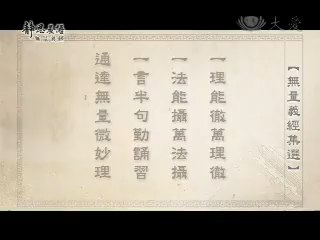 【無量義經集選】
一理能徹萬理徹
一法能攝萬法攝
一言半句勤誦習
通達無量微妙理
靜思晨語
大愛